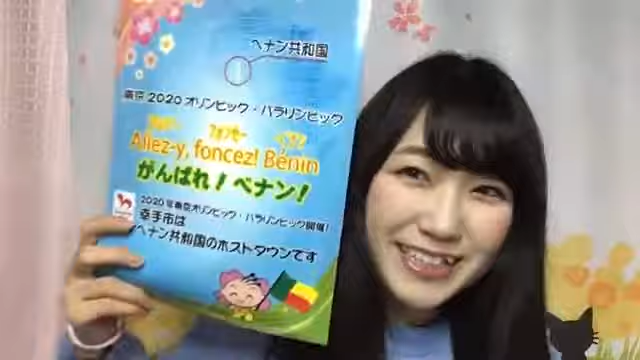 ベナン共和国
東京 2020 オリンピック・パラリンピック
アレジー フォンセー ベナン
Allez-y, foncez! Bénin
がんばれ！ベナン！
2020年東京オリンピック・パラリンピック開催!
幸手市は
ベナン共和国のホストタウンです